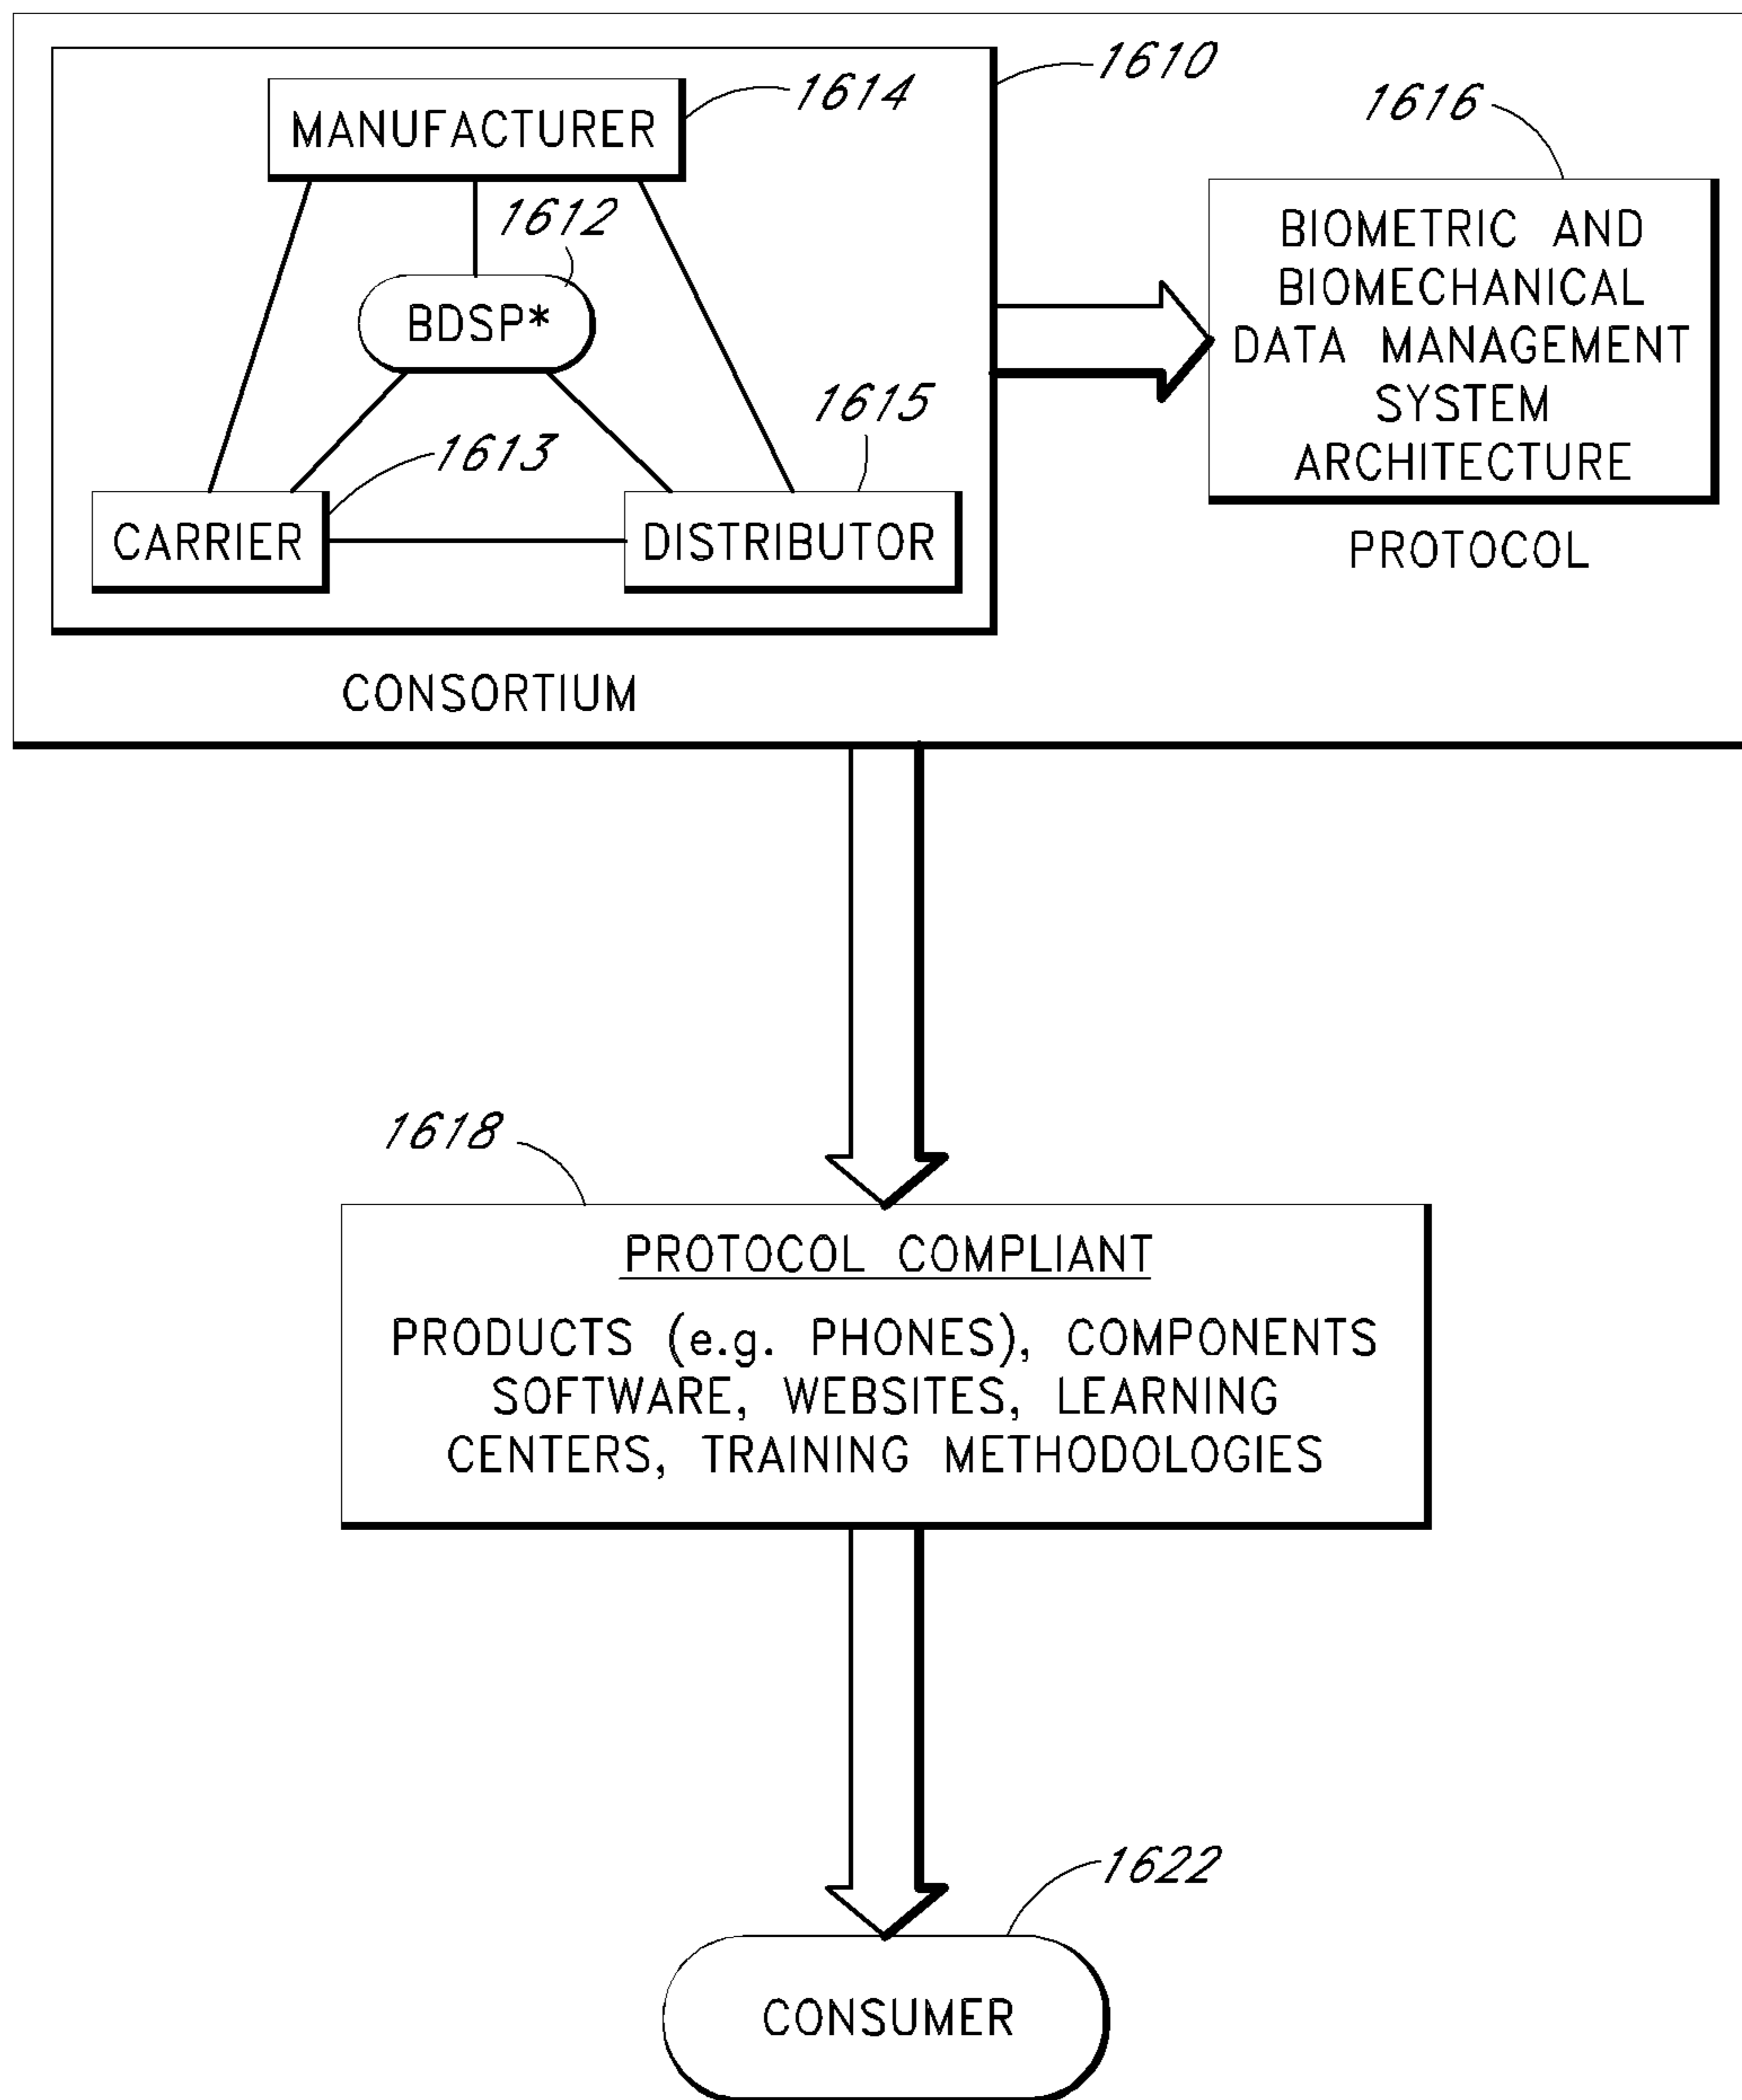 1610
1614
1616
MANUFACTURER
1612
BIOMETRIC AND
BIOMECHANICAL
DATA MANAGEMENT
SYSTEM
ARCHITECTURE
BDSP*
1615
1613
CARRIER
DISTRIBUTOR
PROTOCOL
CONSORTIUM
1618
PROTOCOL COMPLIANT
PRODUCTS (e.g. PHONES), COMPONENTS
SOFTWARE, WEBSITES, LEARNING
CENTERS, TRAINING METHODOLOGIES
1622
CONSUMER